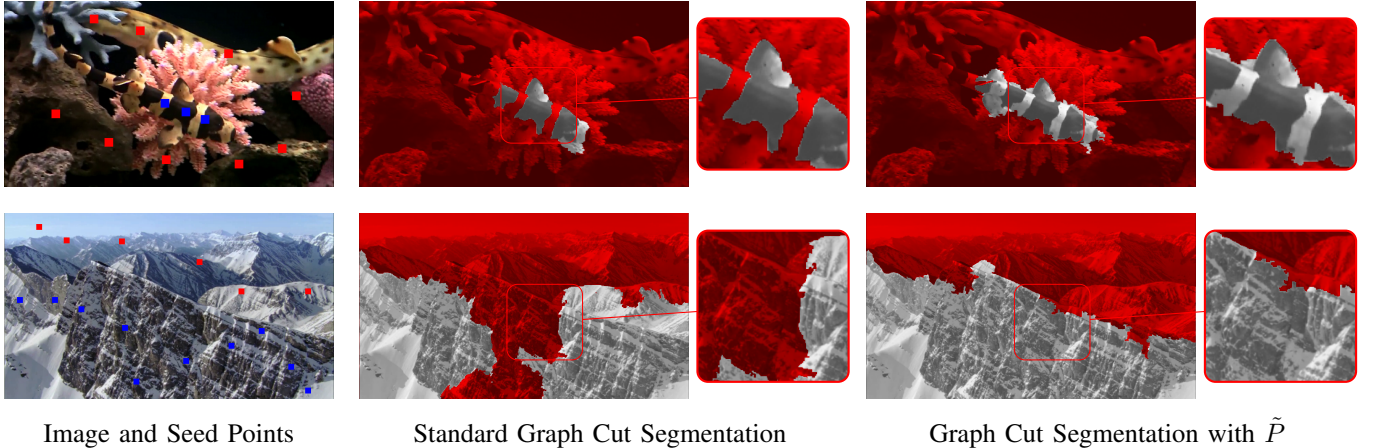 Image and Seed Points
Standard Graph Cut Segmentation
Graph Cut Segmentation with P̃